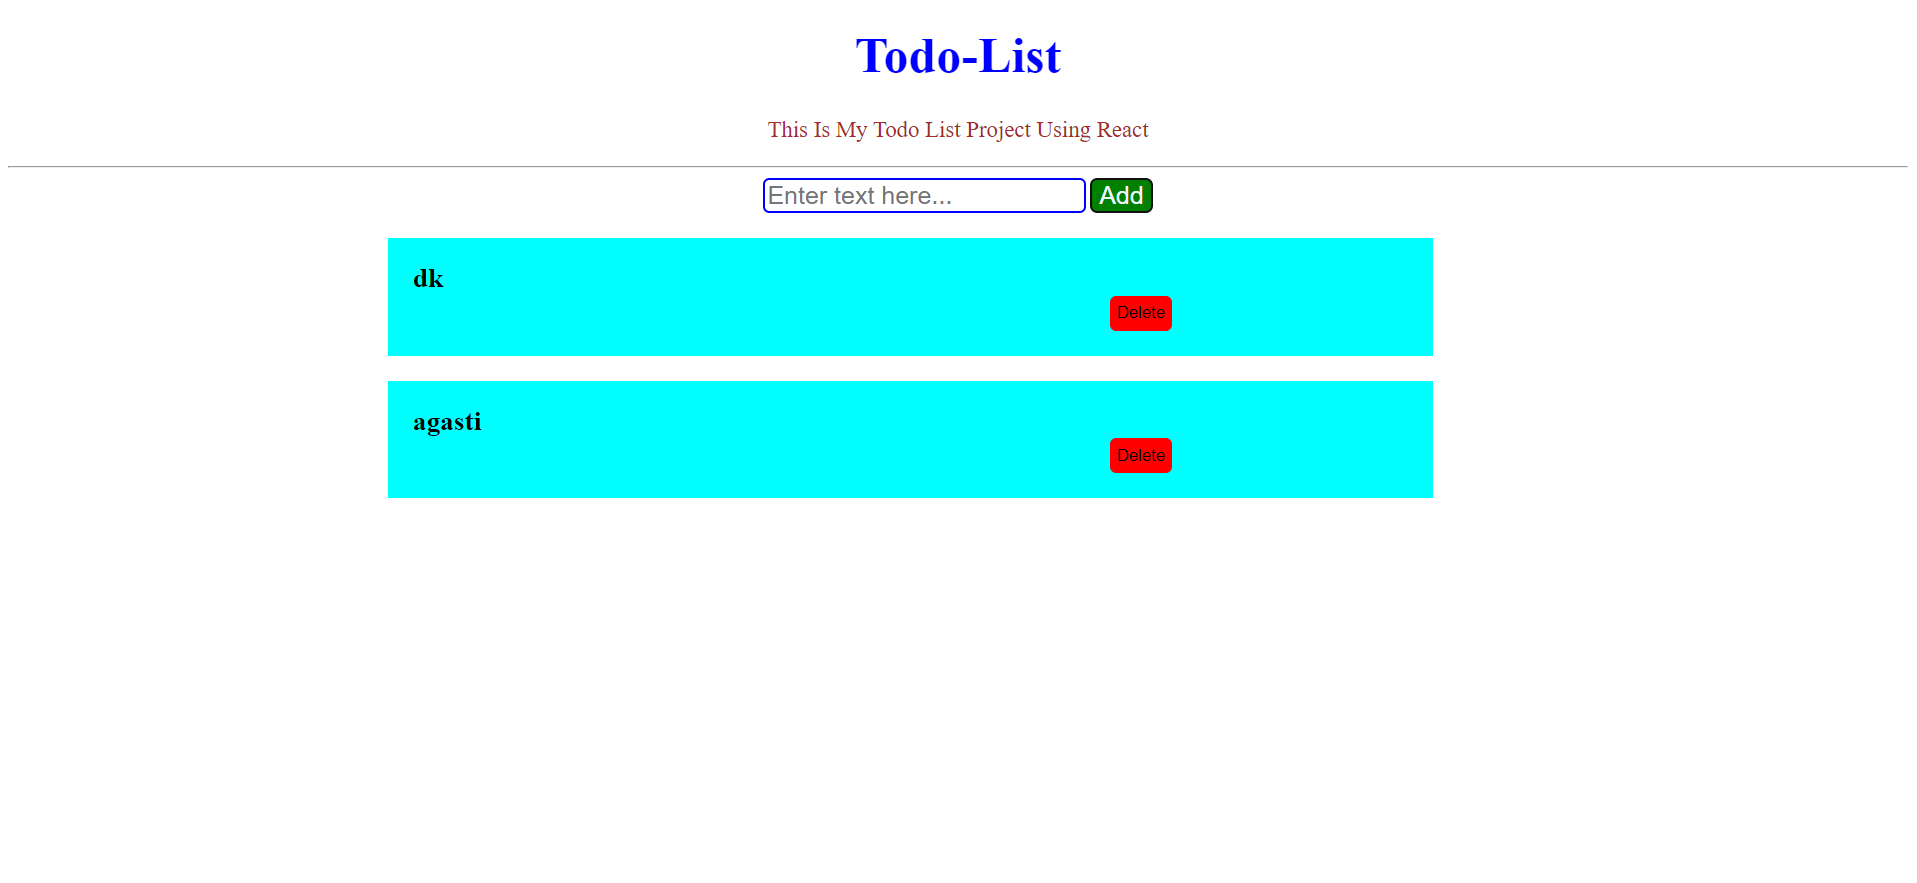 Todo-List
This Is My Todo List Project Using React
Enter text here... Add
dk
Delete
agasti
Delete